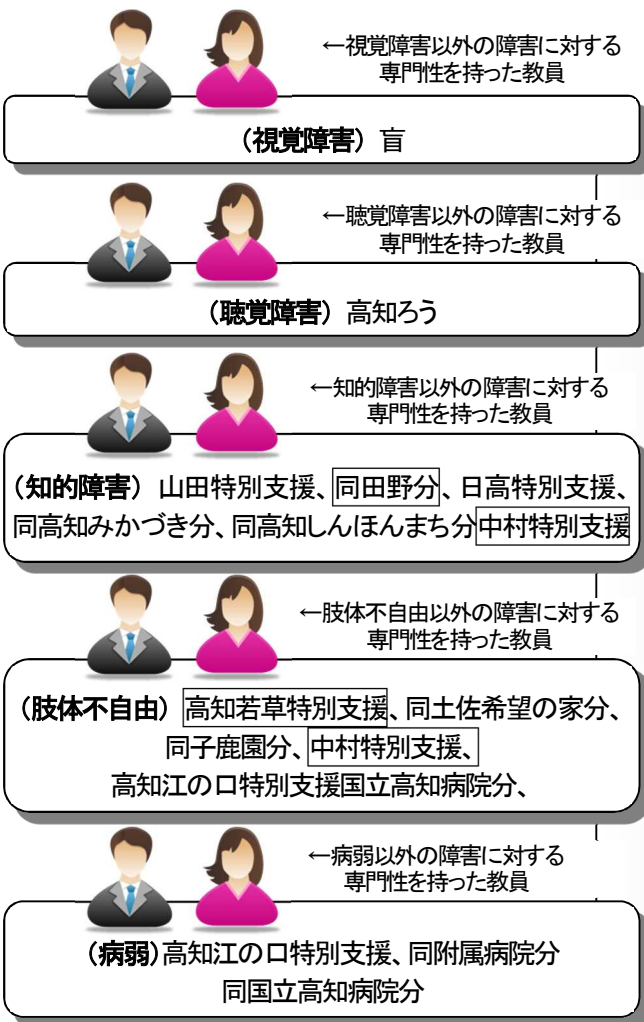 ←視覚障害以外の障害に対する
専門性を持った教員
（視覚障害）盲
←聴覚障害以外の障害に対する
専門性を持った教員
（聴覚障害）高知ろう
←知的障害以外の障害に対する
専門性を持った教員
（知的障害）山田特別支援、同田野分、日高特別支援、
同高知みかづき分、同高知しんほんまち分中村特別支援
←肢体不自由以外の障害に対する
専門性を持った教員
（肢体不自由）高知若草特別支援、同土佐希望の家分、
同子鹿園分、中村特別支援、
高知江の口特別支援国立高知病院分、
←病弱以外の障害に対する
専門性を持った教員
（病弱）高知江の口特別支援、同附属病院分
同国立高知病院分